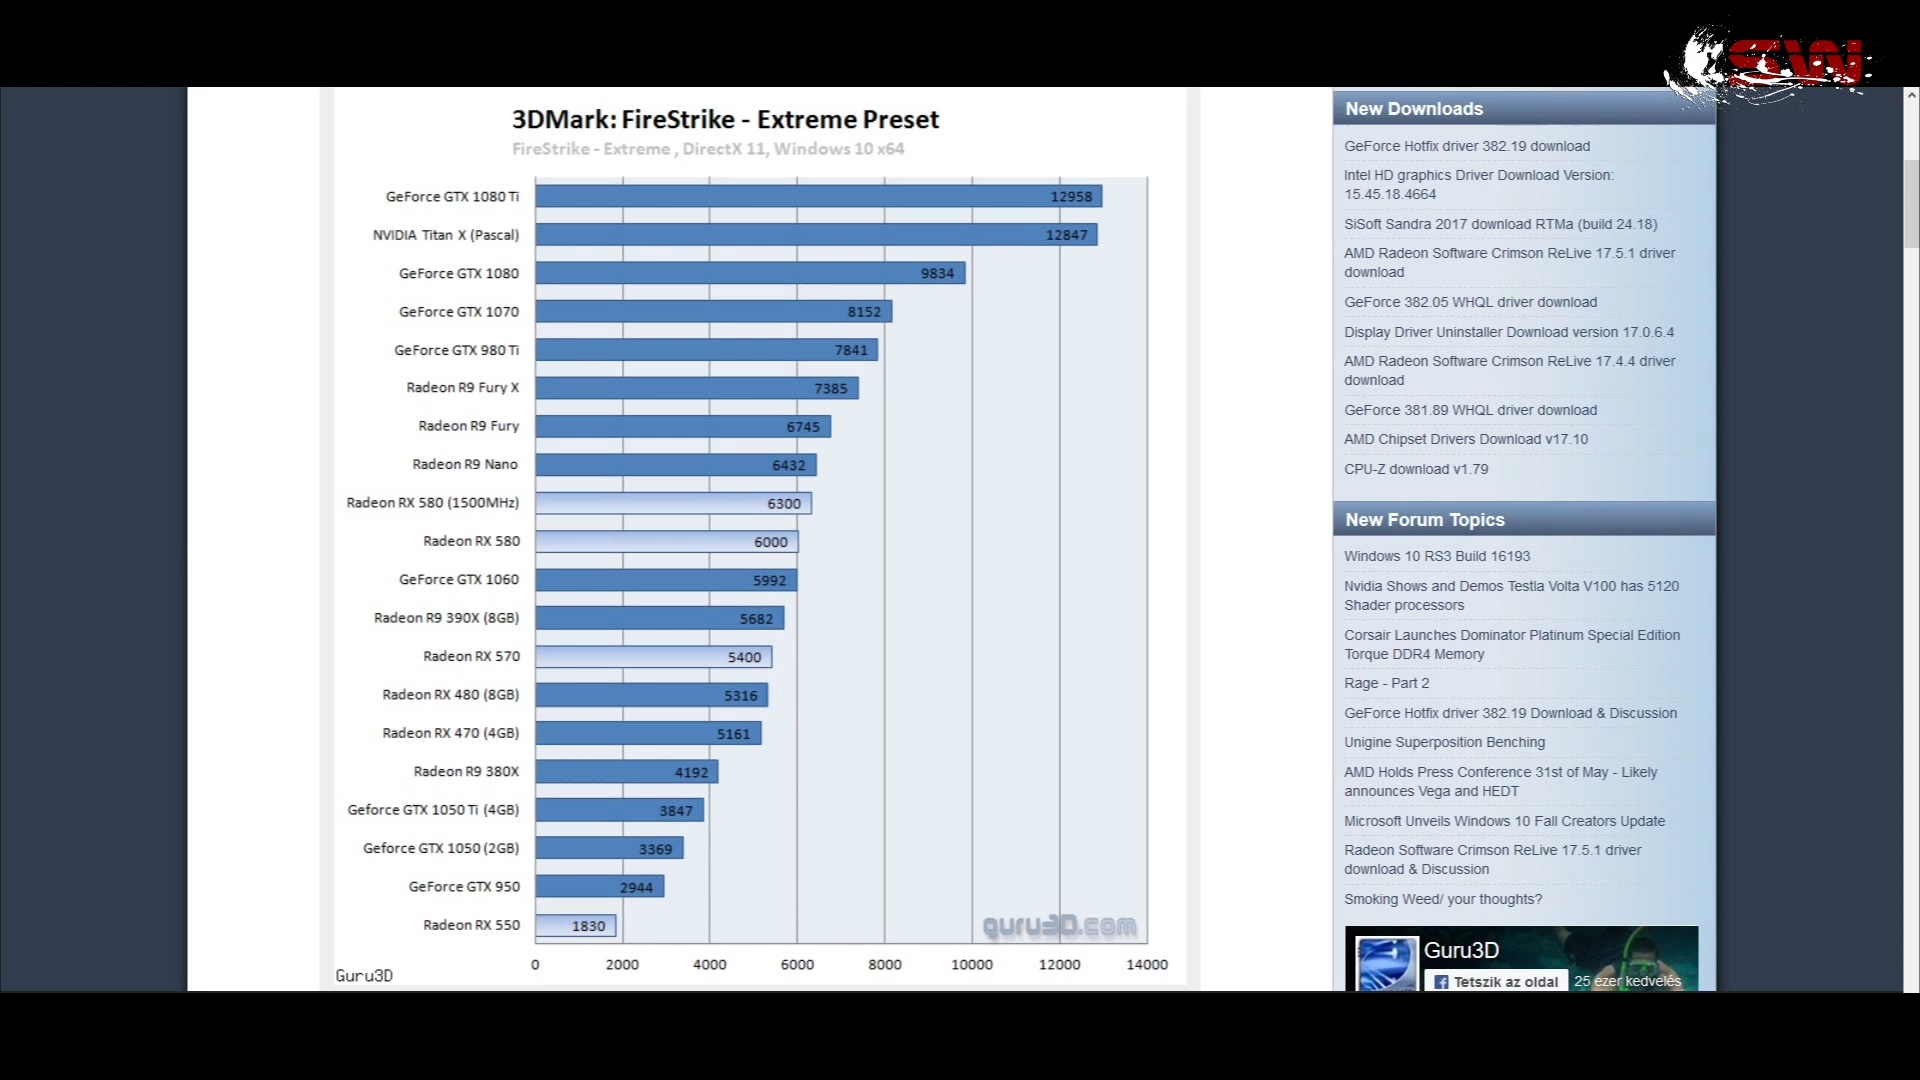 SW
3DMark: FireStrike - Extreme Preset
FireStrike - Extreme , DirectX 11, Windows 10 x64
GeForce GTX 1080 Ti 12958
NVIDIA Titan X (Pascal) 12847
GeForce GTX 1080 9834
GeForce GTX 1070 8152
GeForce GTX 980 Ti 7841
Radeon R9 Fury X 7385
Radeon R9 Fury 6745
Radeon R9 Nano 6432
Radeon RX 580 (1500MHz) 6300
Radeon RX 580 6000
GeForce GTX 1060 5992
Radeon R9 390X (8GB) 5682
Radeon RX 570 5400
Radeon RX 480 (8GB) 5316
Radeon RX 470 (4GB) 5161
Radeon R9 380X 4192
Geforce GTX 1050 Ti (4GB) 3847
Geforce GTX 1050 (2GB) 3369
GeForce GTX 950 2944
Radeon RX 550 1830
guru3D.com
0 2000 4000 6000 8000 10000 12000 14000
Guru3D
New Downloads
GeForce Hotfix driver 382.19 download
Intel HD graphics Driver Download Version:
15.45.18.4664
SiSoft Sandra 2017 download RTMa (build 24.18)
AMD Radeon Software Crimson ReLive 17.5.1 driver
download
GeForce 382.05 WHQL driver download
Display Driver Uninstaller Download version 17.0.6.4
AMD Radeon Software Crimson ReLive 17.4.4 driver
download
GeForce 381.89 WHQL driver download
AMD Chipset Drivers Download v17.10
CPU-Z download v1.79
New Forum Topics
Windows 10 RS3 Build 16193
Nvidia Shows and Demos Testla Volta V100 has 5120
Shader processors
Corsair Launches Dominator Platinum Special Edition
Torque DDR4 Memory
Rage - Part 2
GeForce Hotfix driver 382.19 Download & Discussion
Unigine Superposition Benching
AMD Holds Press Conference 31st of May - Likely
announces Vega and HEDT
Microsoft Unveils Windows 10 Fall Creators Update
Radeon Software Crimson ReLive 17.5.1 driver
download & Discussion
Smoking Weed/ your thoughts?
Guru3D
Tetszik az oldal 25 ezer kedvelés